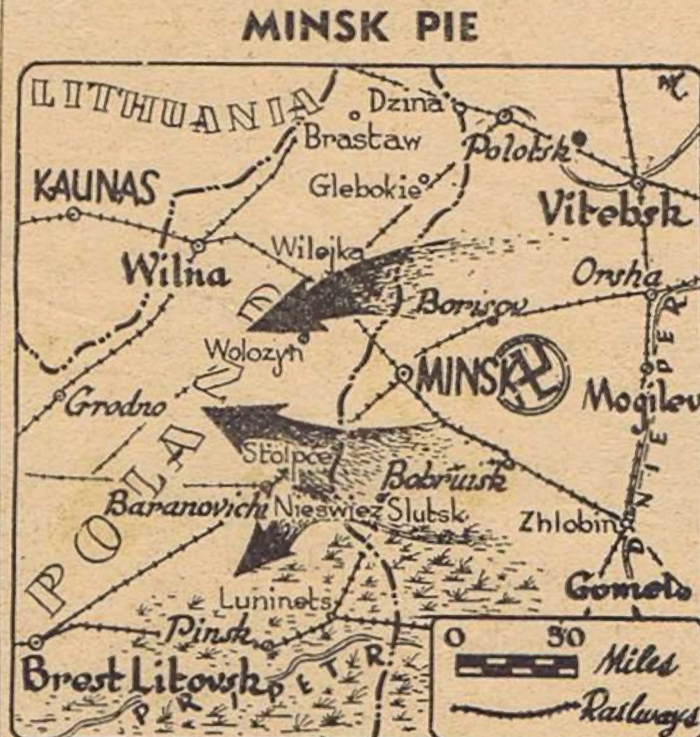 MINSK PIE
LITHUANIA
Dzina
Brastaw
Polotsk
KAUNAS
Glebokie
Vitebsk
Wilna
Wilejka
Orsha
Borisov
Wolozyn
MINSK
Grodno
Mogilev
POLAND
Stolpce
Bobruisk
Baranovichi
Nieswiez
Slutsk
Zhlobin
DNIEPER
Gomel
Luninets
Pinsk
Brest Litovsk
PRIPET R
0 50
Miles
Railways